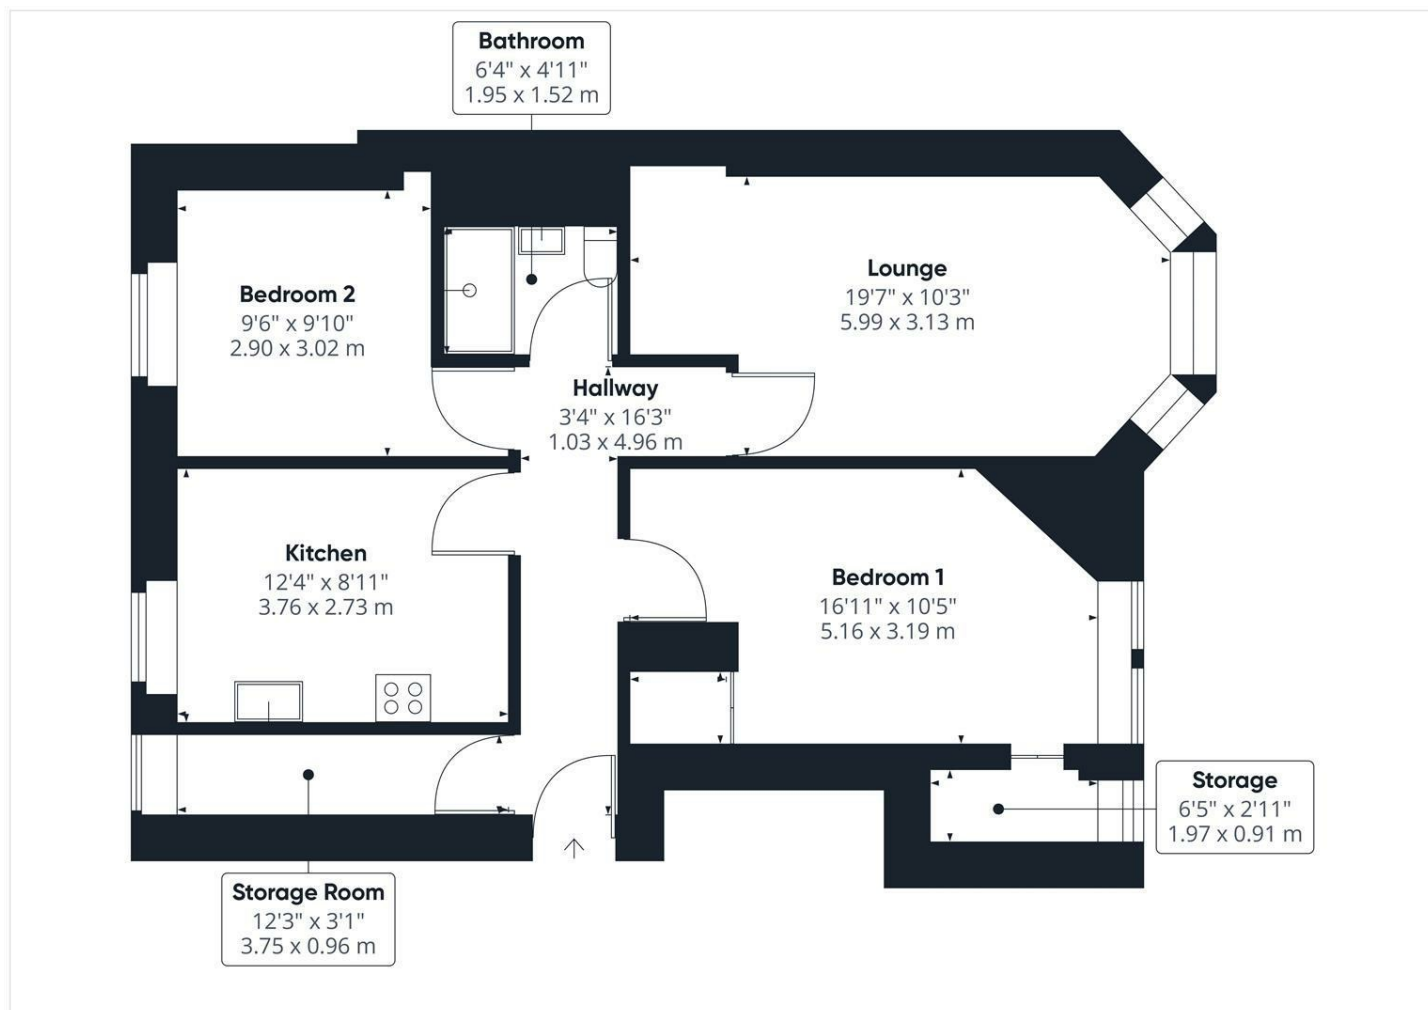 Bathroom
6'4" x 4'11"
1.95 x 1.52 m
Lounge
19'7" x 10'3"
5.99 x 3.13 m
Bedroom 2
9'6" x 9'10"
2.90 x 3.02 m
Hallway
3'4" x 16'3"
1.03 x 4.96 m
Kitchen
12'4" x 8'11"
3.76 x 2.73 m
Bedroom 1
16'11" x 10'5"
5.16 x 3.19 m
Storage
6'5" x 2'11"
1.97 x 0.91 m
Storage Room
12'3" x 3'1"
3.75 x 0.96 m